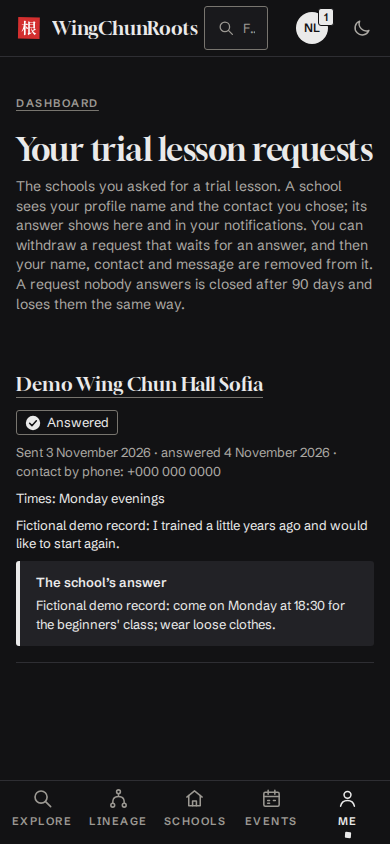 根 WingChunRoots F.. NL 1
DASHBOARD
Your trial lesson requests
The schools you asked for a trial lesson. A school
sees your profile name and the contact you chose; its
answer shows here and in your notifications. You can
withdraw a request that waits for an answer, and then
your name, contact and message are removed from it.
A request nobody answers is closed after 90 days and
loses them the same way.
Demo Wing Chun Hall Sofia
Answered
Sent 3 November 2026 · answered 4 November 2026 ·
contact by phone: +000 000 0000
Times: Monday evenings
Fictional demo record: I trained a little years ago and would
like to start again.
The school's answer
Fictional demo record: come on Monday at 18:30 for
the beginners' class; wear loose clothes.
EXPLORE LINEAGE SCHOOLS EVENTS ME